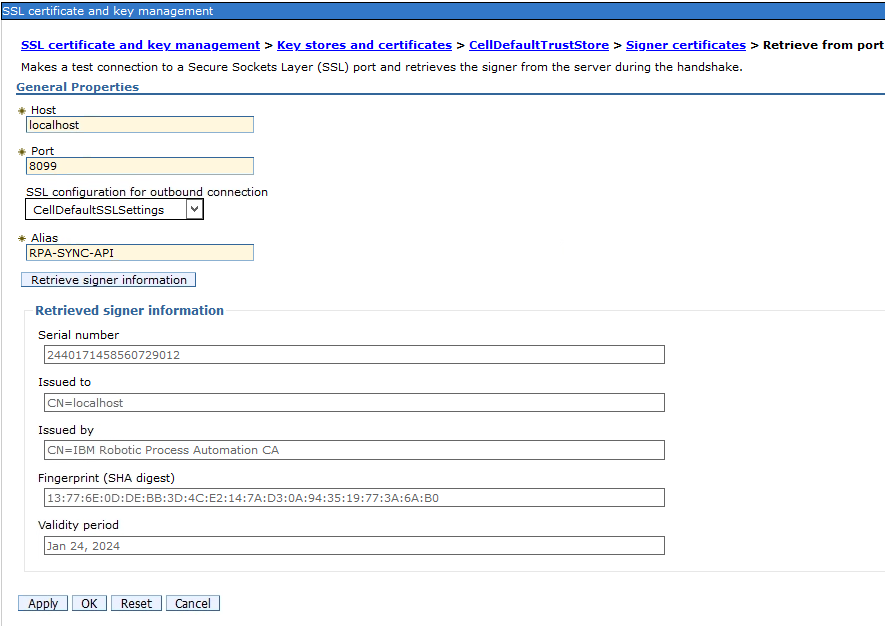 SSL certificate and key management
SSL certificate and key management > Key stores and certificates > CellDefaultTrustStore > Signer certificates > Retrieve from port
Makes a test connection to a Secure Sockets Layer (SSL) port and retrieves the signer from the server during the handshake.
General Properties
Host
localhost
Port
8099
SSL configuration for outbound connection
CellDefaultSSLSettings
Alias
RPA-SYNC-API
Retrieve signer information
Retrieved signer information
Serial number
2440171458560729012
Issued to
CN=localhost
Issued by
CN=IBM Robotic Process Automation CA
Fingerprint (SHA digest)
13:77:6E:0D:DE:BB:3D:4C:E2:14:7A:D3:0A:94:35:19:77:3A:6A:B0
Validity period
Jan 24, 2024
Apply OK Reset Cancel